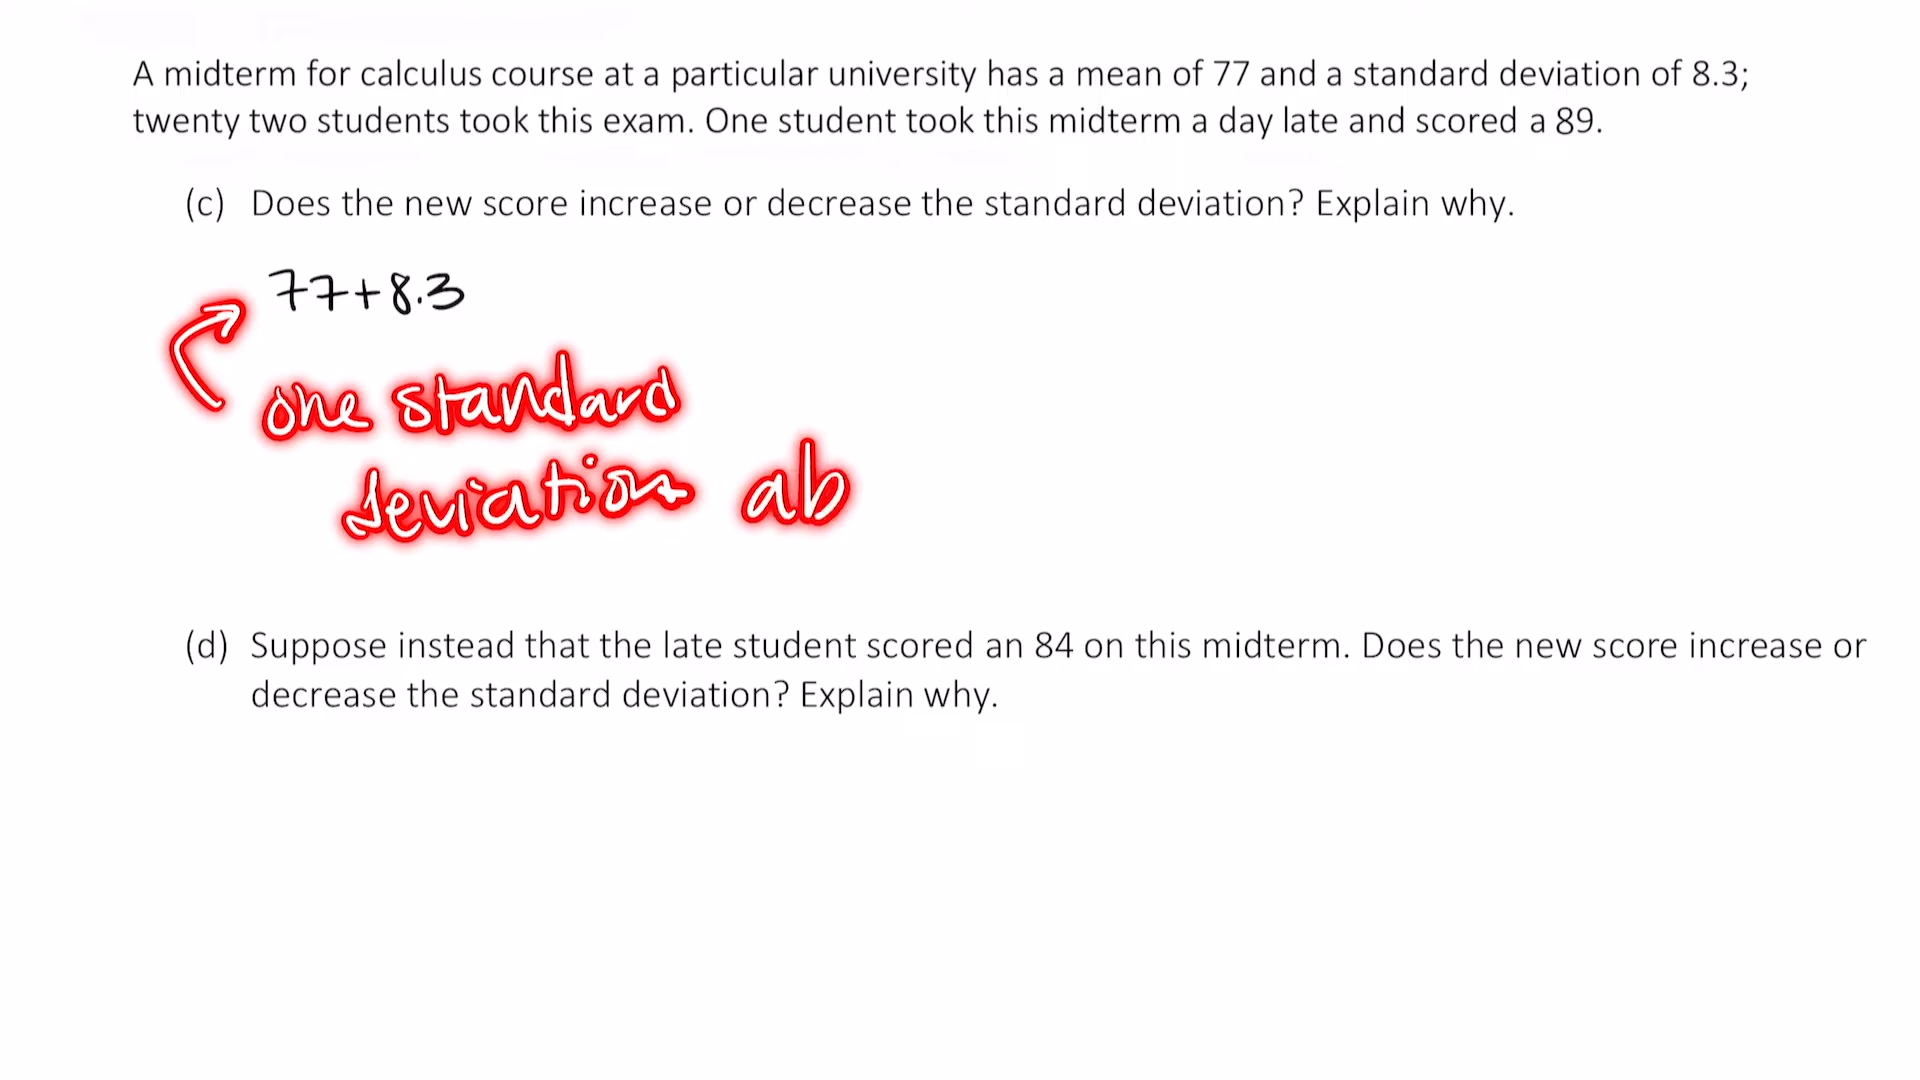 A midterm for calculus course at a particular university has a mean of 77 and a standard deviation of 8.3;
twenty two students took this exam. One student took this midterm a day late and scored a 89.
(c) Does the new score increase or decrease the standard deviation? Explain why.
77+8.3
one standard
deviation ab
(d) Suppose instead that the late student scored an 84 on this midterm. Does the new score increase or
decrease the standard deviation? Explain why.